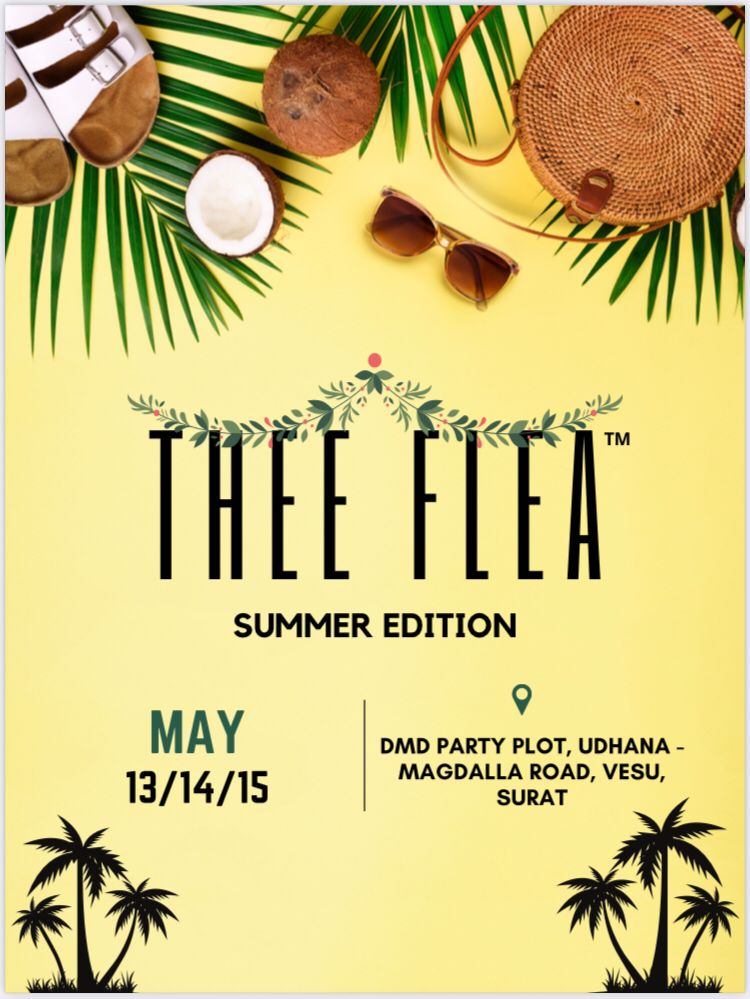 THEE FLEA™
SUMMER EDITION
MAY
13/14/15
DMD PARTY PLOT, UDHANA -
MAGDALLA ROAD, VESU,
SURAT